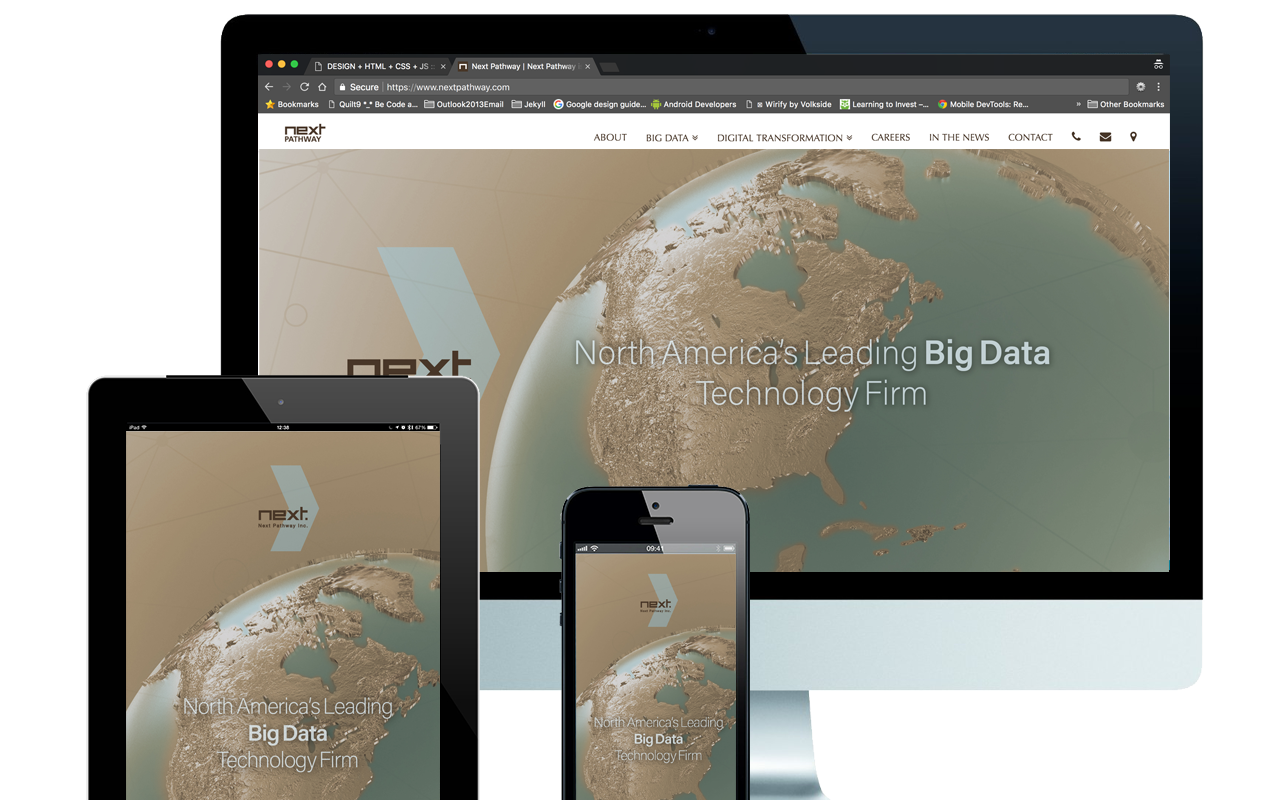 DESIGN + HTML + CSS + JS
Next Pathway | Next Pathway
Secure | https://www.nextpathway.com
Bookmarks Quilt9 *.* Be Code a... Outlook2013Email Jekyll Google design guide... Android Developers Wirify by Volkside Learning to Invest –... Mobile DevTools: Re... » Other Bookmarks
next
PATHWAY
ABOUT BIG DATA DIGITAL TRANSFORMATION CAREERS IN THE NEWS CONTACT
next.
North America's Leading Big Data
Technology Firm
iPad 12:38 67%
next.
Next Pathway Inc.
North America's Leading
Big Data
Technology Firm
09:41
next.
Next Pathway Inc.
North America's Leading
Big Data
Technology Firm